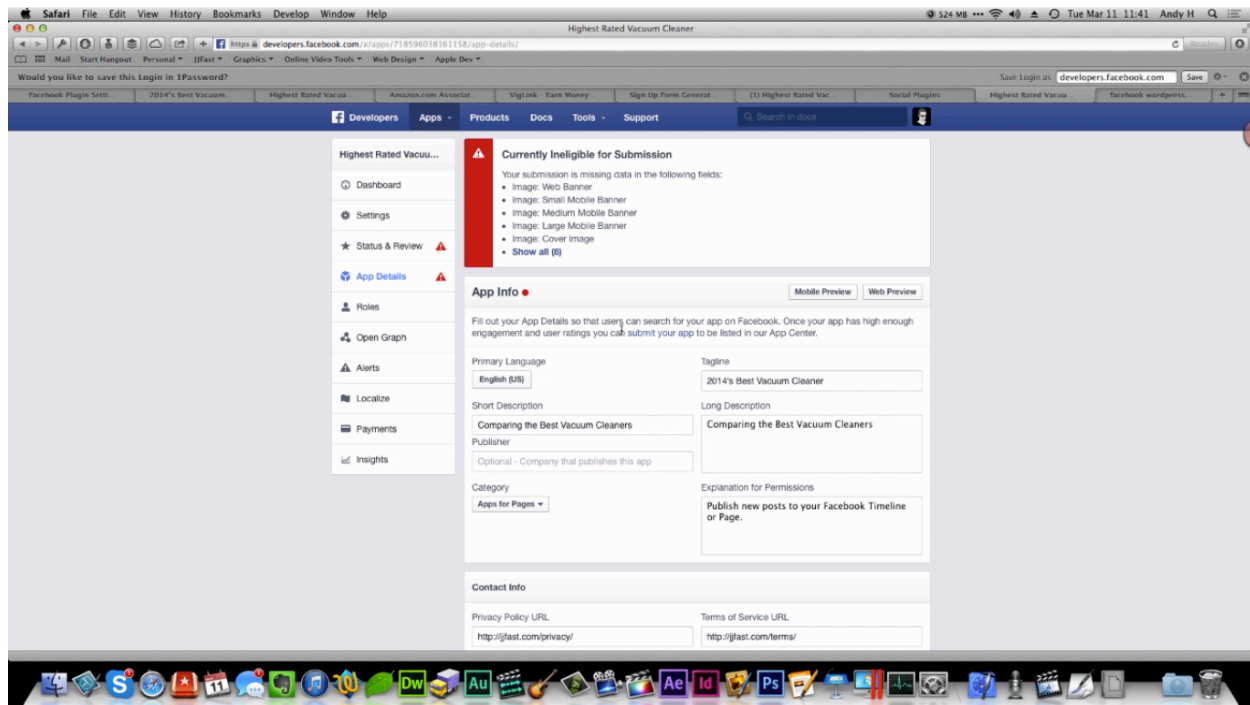 Safari File Edit View History Bookmarks Develop Window Help
524 MB Tue Mar 11 11:41 Andy H
Highest Rated Vacuum Cleaner
https developers.facebook.com/x/apps/718596038161158/app-details/ Reader
Mail Start Hangout Personal JJFast Graphics Online Video Tools Web Design Apple Dev
Would you like to save this Login in 1Password? Save Login as developers.facebook.com Save
Facebook Plugin Setti... 2014's Best Vacuum... Highest Rated Vacuu... Amazon.com Associat... VigLink - Earn Money... Sign Up Form Generat... (1) Highest Rated Vac... Social Plugins Highest Rated Vacuu... facebook wordpress...
Developers Apps Products Docs Tools Support Search in docs
Highest Rated Vacuu...
Dashboard
Settings
Status & Review
App Details
Roles
Open Graph
Alerts
Localize
Payments
Insights
Currently Ineligible for Submission
Your submission is missing data in the following fields:
• Image: Web Banner
• Image: Small Mobile Banner
• Image: Medium Mobile Banner
• Image: Large Mobile Banner
• Image: Cover Image
• Show all (8)
App Info Mobile Preview Web Preview
Fill out your App Details so that users can search for your app on Facebook. Once your app has high enough
engagement and user ratings you can submit your app to be listed in our App Center.
Primary Language Tagline
English (US) 2014's Best Vacuum Cleaner
Short Description Long Description
Comparing the Best Vacuum Cleaners Comparing the Best Vacuum Cleaners
Publisher
Optional - Company that publishes this app
Category Explanation for Permissions
Apps for Pages Publish new posts to your Facebook Timeline
or Page.
Contact Info
Privacy Policy URL Terms of Service URL
http://jjfast.com/privacy/ http://jjfast.com/terms/
11 Dw Au Ae Id Ps